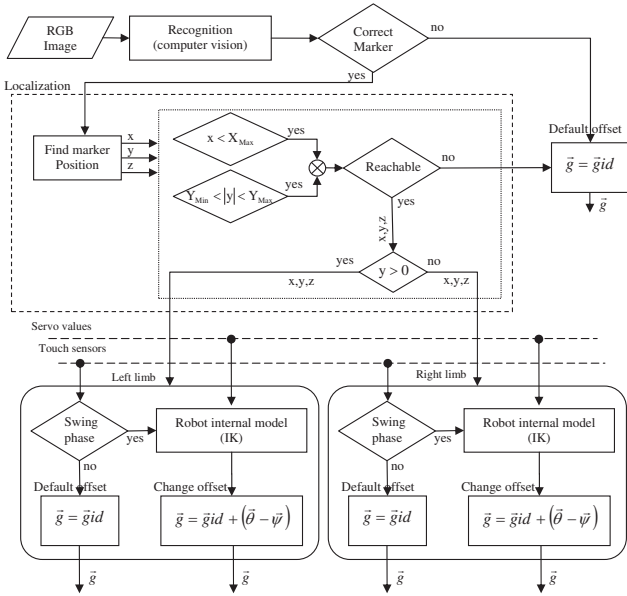 RGB
Image
Recognition
(computer vision)
Correct
Marker
no
yes
Localization
Find marker
Position
x
y
z
x < X_Max
yes
Y_Min < |y| < Y_Max
yes
Reachable
no
yes
x,y,z
Default offset
g⃗ = g⃗id
g⃗
y > 0
yes
x,y,z
no
x,y,z
Servo values
Touch sensors
Left limb
Swing
phase
yes
no
Robot internal model
(IK)
Default offset
g⃗ = g⃗id
Change offset
g⃗ = g⃗id + (θ⃗ − ψ⃗)
g⃗
g⃗
Right limb
Swing
phase
yes
no
Robot internal model
(IK)
Default offset
g⃗ = g⃗id
Change offset
g⃗ = g⃗id + (θ⃗ − ψ⃗)
g⃗
g⃗